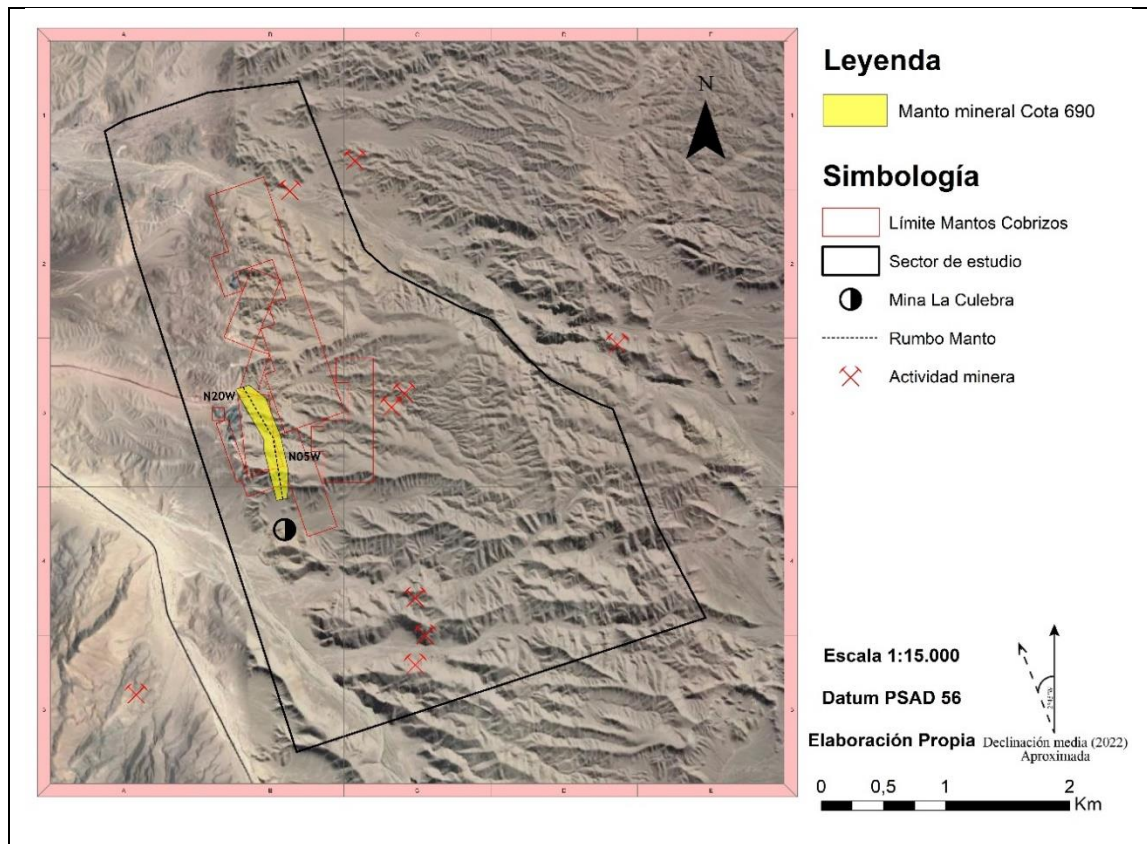 A B C D E
1
N
2
3
N20W
N05W
4
5
A B C D E
Leyenda
Manto mineral Cota 690
Simbología
Límite Mantos Cobrizos
Sector de estudio
Mina La Culebra
Rumbo Manto
Actividad minera
Escala 1:15.000
Datum PSAD 56
Elaboración Propia
Declinación media (2022)
Aproximada
0 0,5 1 2
Km